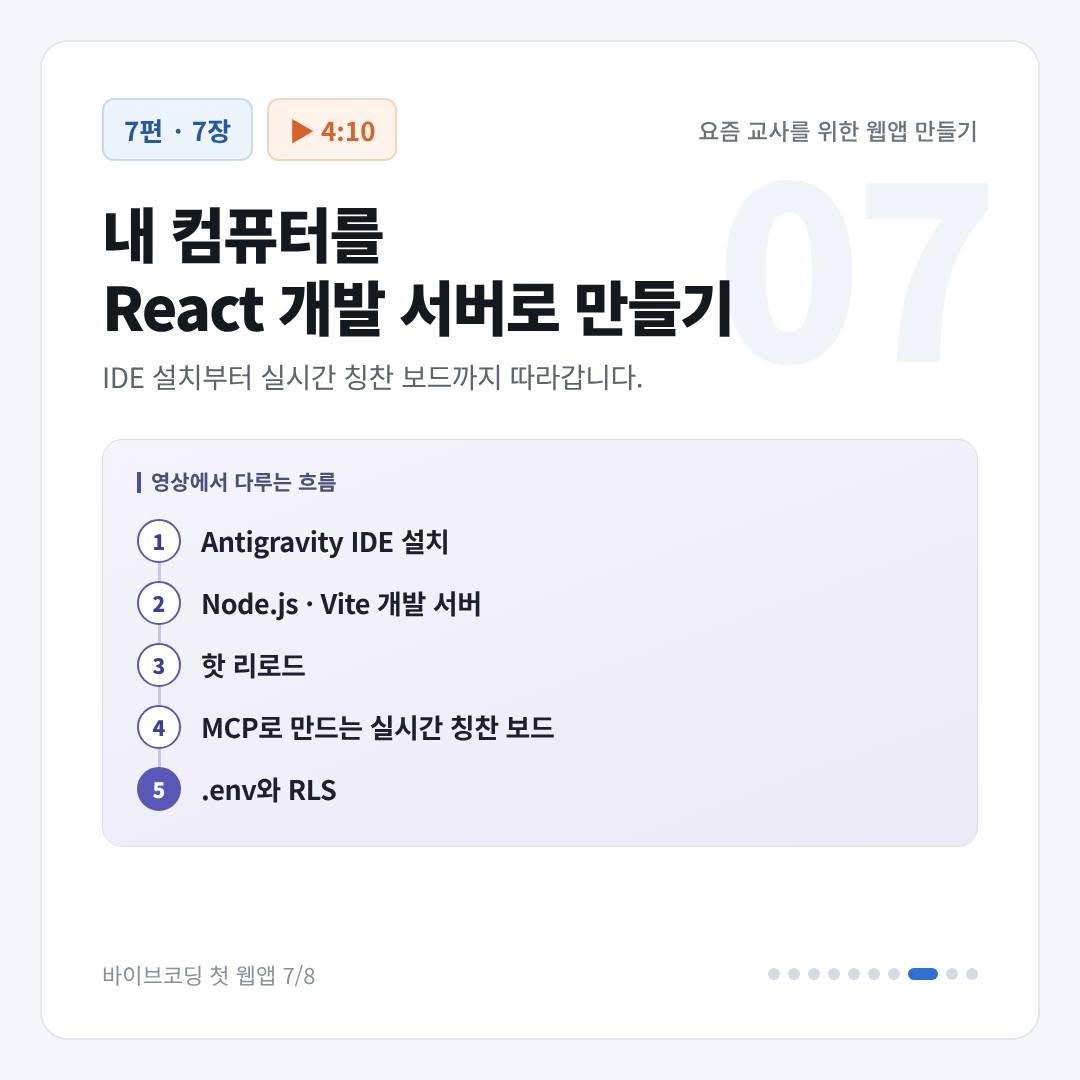 7편 · 7장
▶ 4:10
요즘 교사를 위한 웹앱 만들기
07
내 컴퓨터를
React 개발 서버로 만들기
IDE 설치부터 실시간 칭찬 보드까지 따라갑니다.
영상에서 다루는 흐름
1 Antigravity IDE 설치
2 Node.js · Vite 개발 서버
3 핫 리로드
4 MCP로 만드는 실시간 칭찬 보드
5 .env와 RLS
바이브코딩 첫 웹앱 7/8